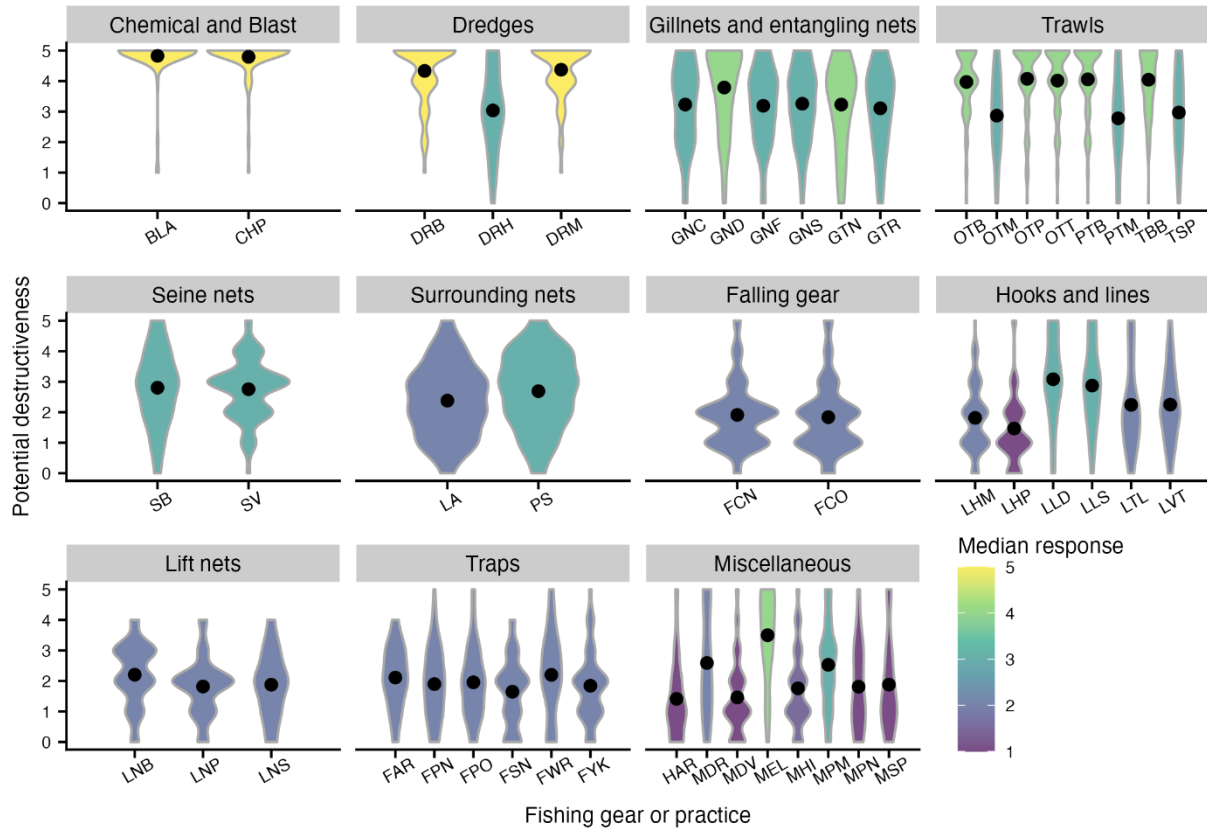 Chemical and Blast
Dredges
Gillnets and entangling nets
Trawls
5
4
3
2
1
0
BLA CHP
DRB DRH DRM
GNC GND GNF GNS GTN GTR
OTB OTM OTP OTT PTB PTM TBB TSP
Potential destructiveness
Seine nets
Surrounding nets
Falling gear
Hooks and lines
5
4
3
2
1
0
SB SV
LA PS
FCN FCO
LHM LHP LLD LLS LTL LVT
Lift nets
Traps
Miscellaneous
5
4
3
2
1
0
LNB LNP LNS
FAR FPN FPO FSN FWR FYK
HAR MDR MDV MEL MHI MPM MPN MSP
Median response
5
4
3
2
1
Fishing gear or practice